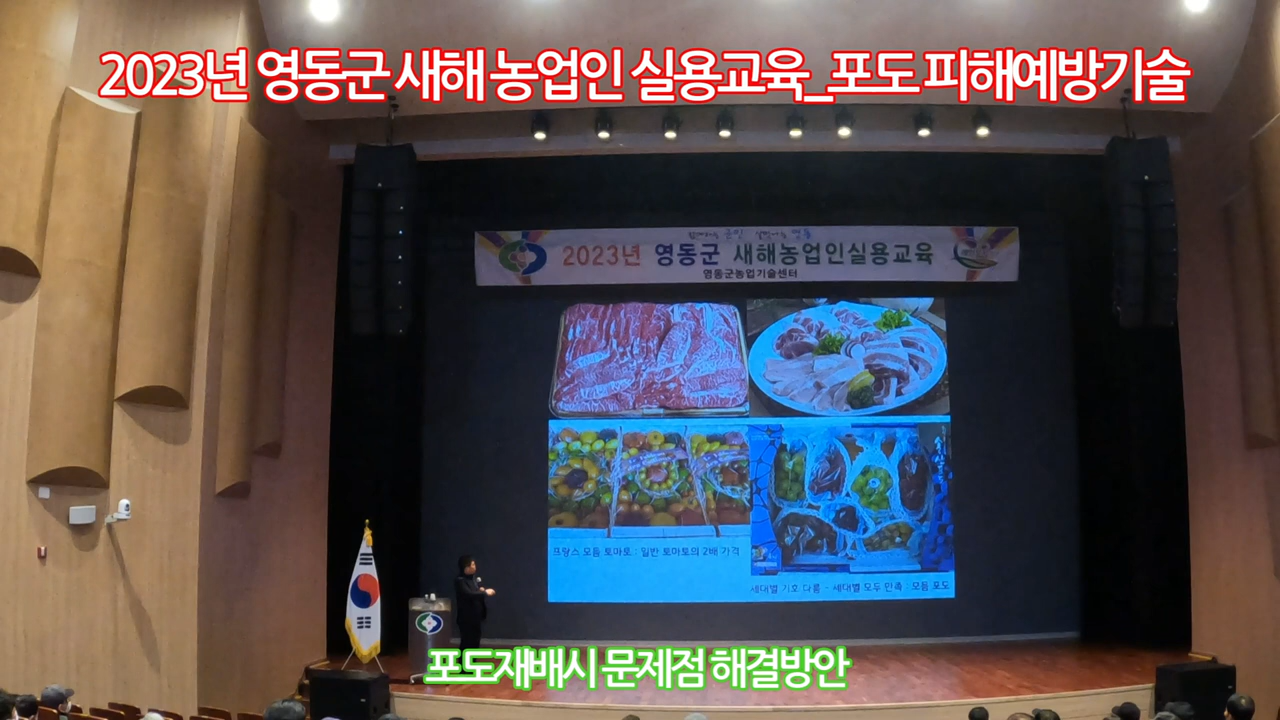 2023년 영동군 새해 농업인 실용교육_포도 피해예방기술
2023년 영동군 새해농업인실용교육
영동군농업기술센터
프랑스 모듬 토마토 : 일반 토마토의 2배 가격
세대별 기호 다름 - 세대별 모두 만족 : 모듬 포도
포도재배시 문제점 해결방안